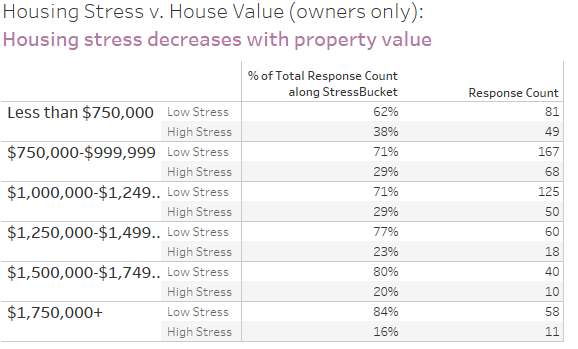 Housing Stress v. House Value (owners only):
Housing stress decreases with property value
% of Total Response Count
along StressBucket Response Count
Less than $750,000 Low Stress 62% 81
High Stress 38% 49
$750,000-$999,999 Low Stress 71% 167
High Stress 29% 68
$1,000,000-$1,249.. Low Stress 71% 125
High Stress 29% 50
$1,250,000-$1,499.. Low Stress 77% 60
High Stress 23% 18
$1,500,000-$1,749.. Low Stress 80% 40
High Stress 20% 10
$1,750,000+ Low Stress 84% 58
High Stress 16% 11